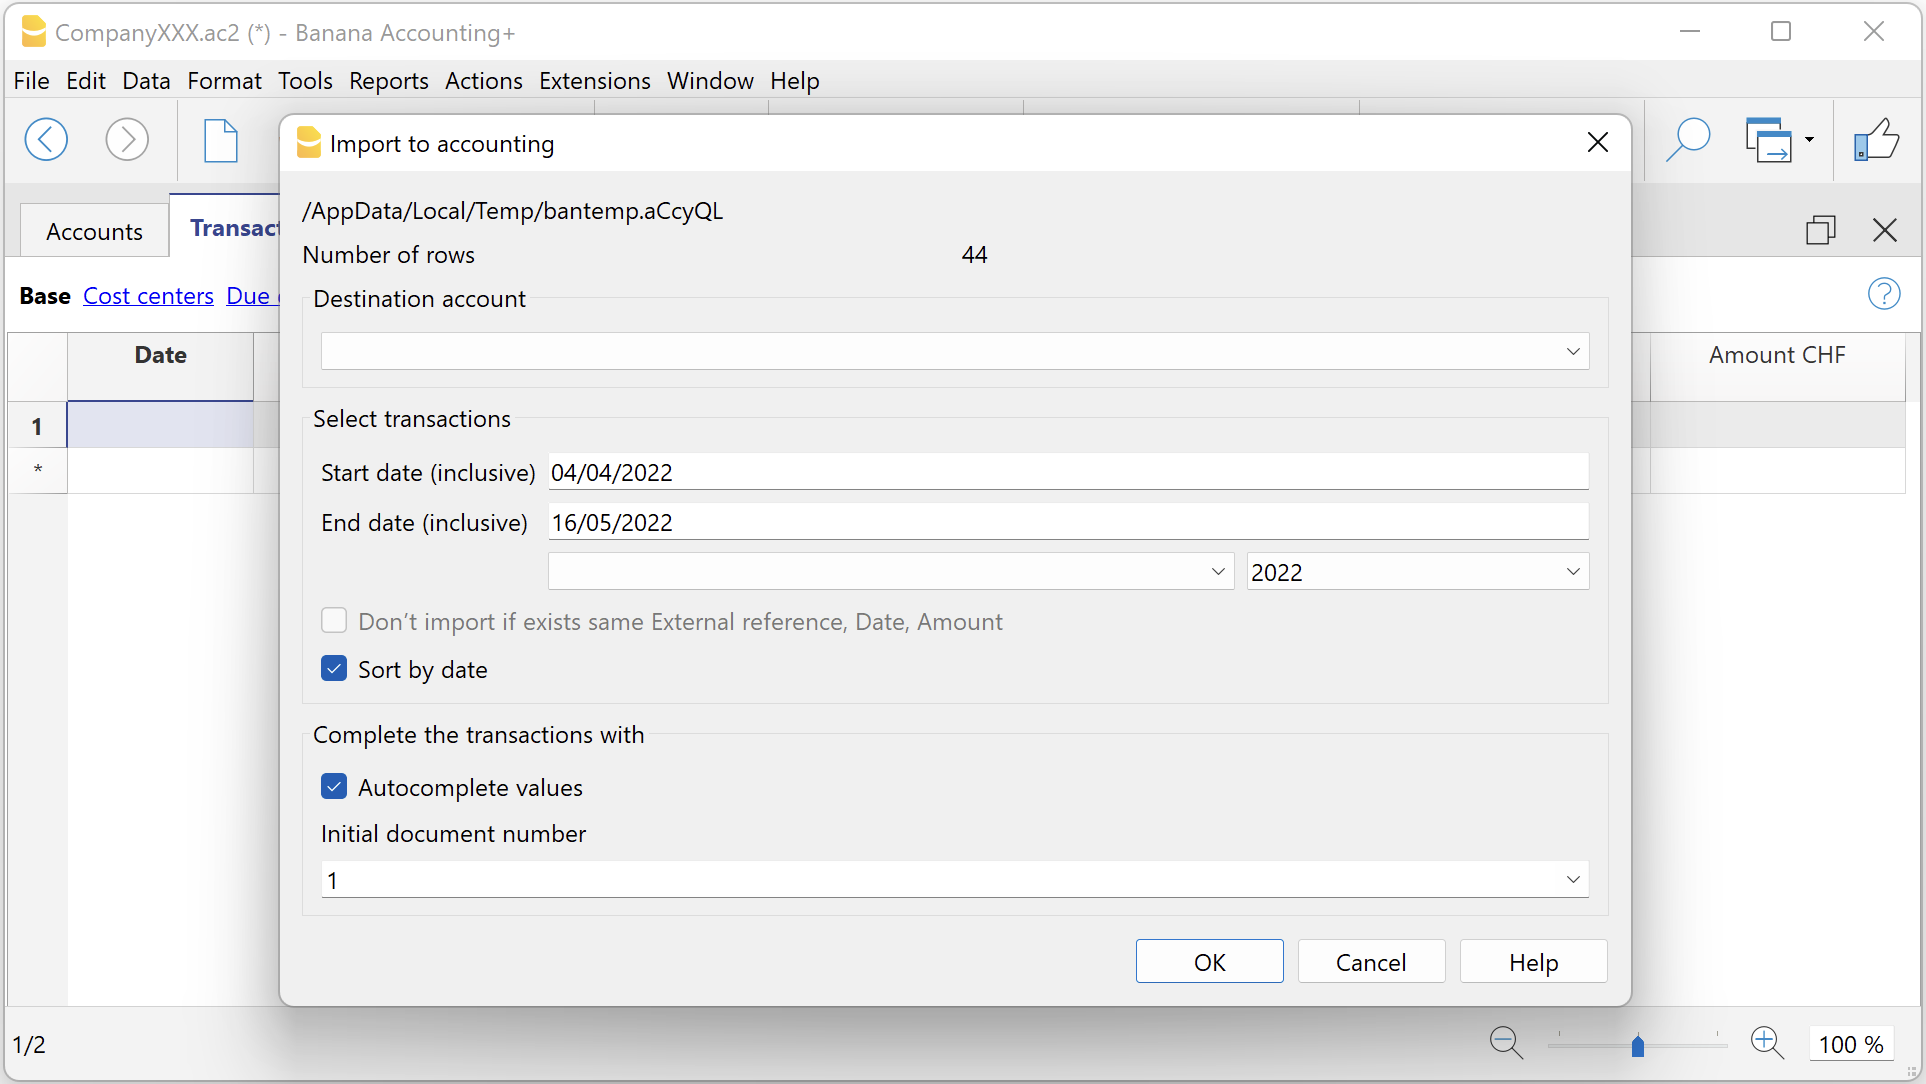 CompanyXXX.ac2 (*) - Banana Accounting+
File Edit Data Format Tools Reports Actions Extensions Window Help
Import to accounting
Accounts
Transact
/AppData/Local/Temp/bantemp.aCcyQL
Number of rows 44
Base Cost centers Due
Destination account
Date
Amount CHF
1
*
Select transactions
Start date (inclusive) 04/04/2022
End date (inclusive) 16/05/2022
2022
Don’t import if exists same External reference, Date, Amount
Sort by date
Complete the transactions with
Autocomplete values
Initial document number
1
OK Cancel Help
1/2
100 %